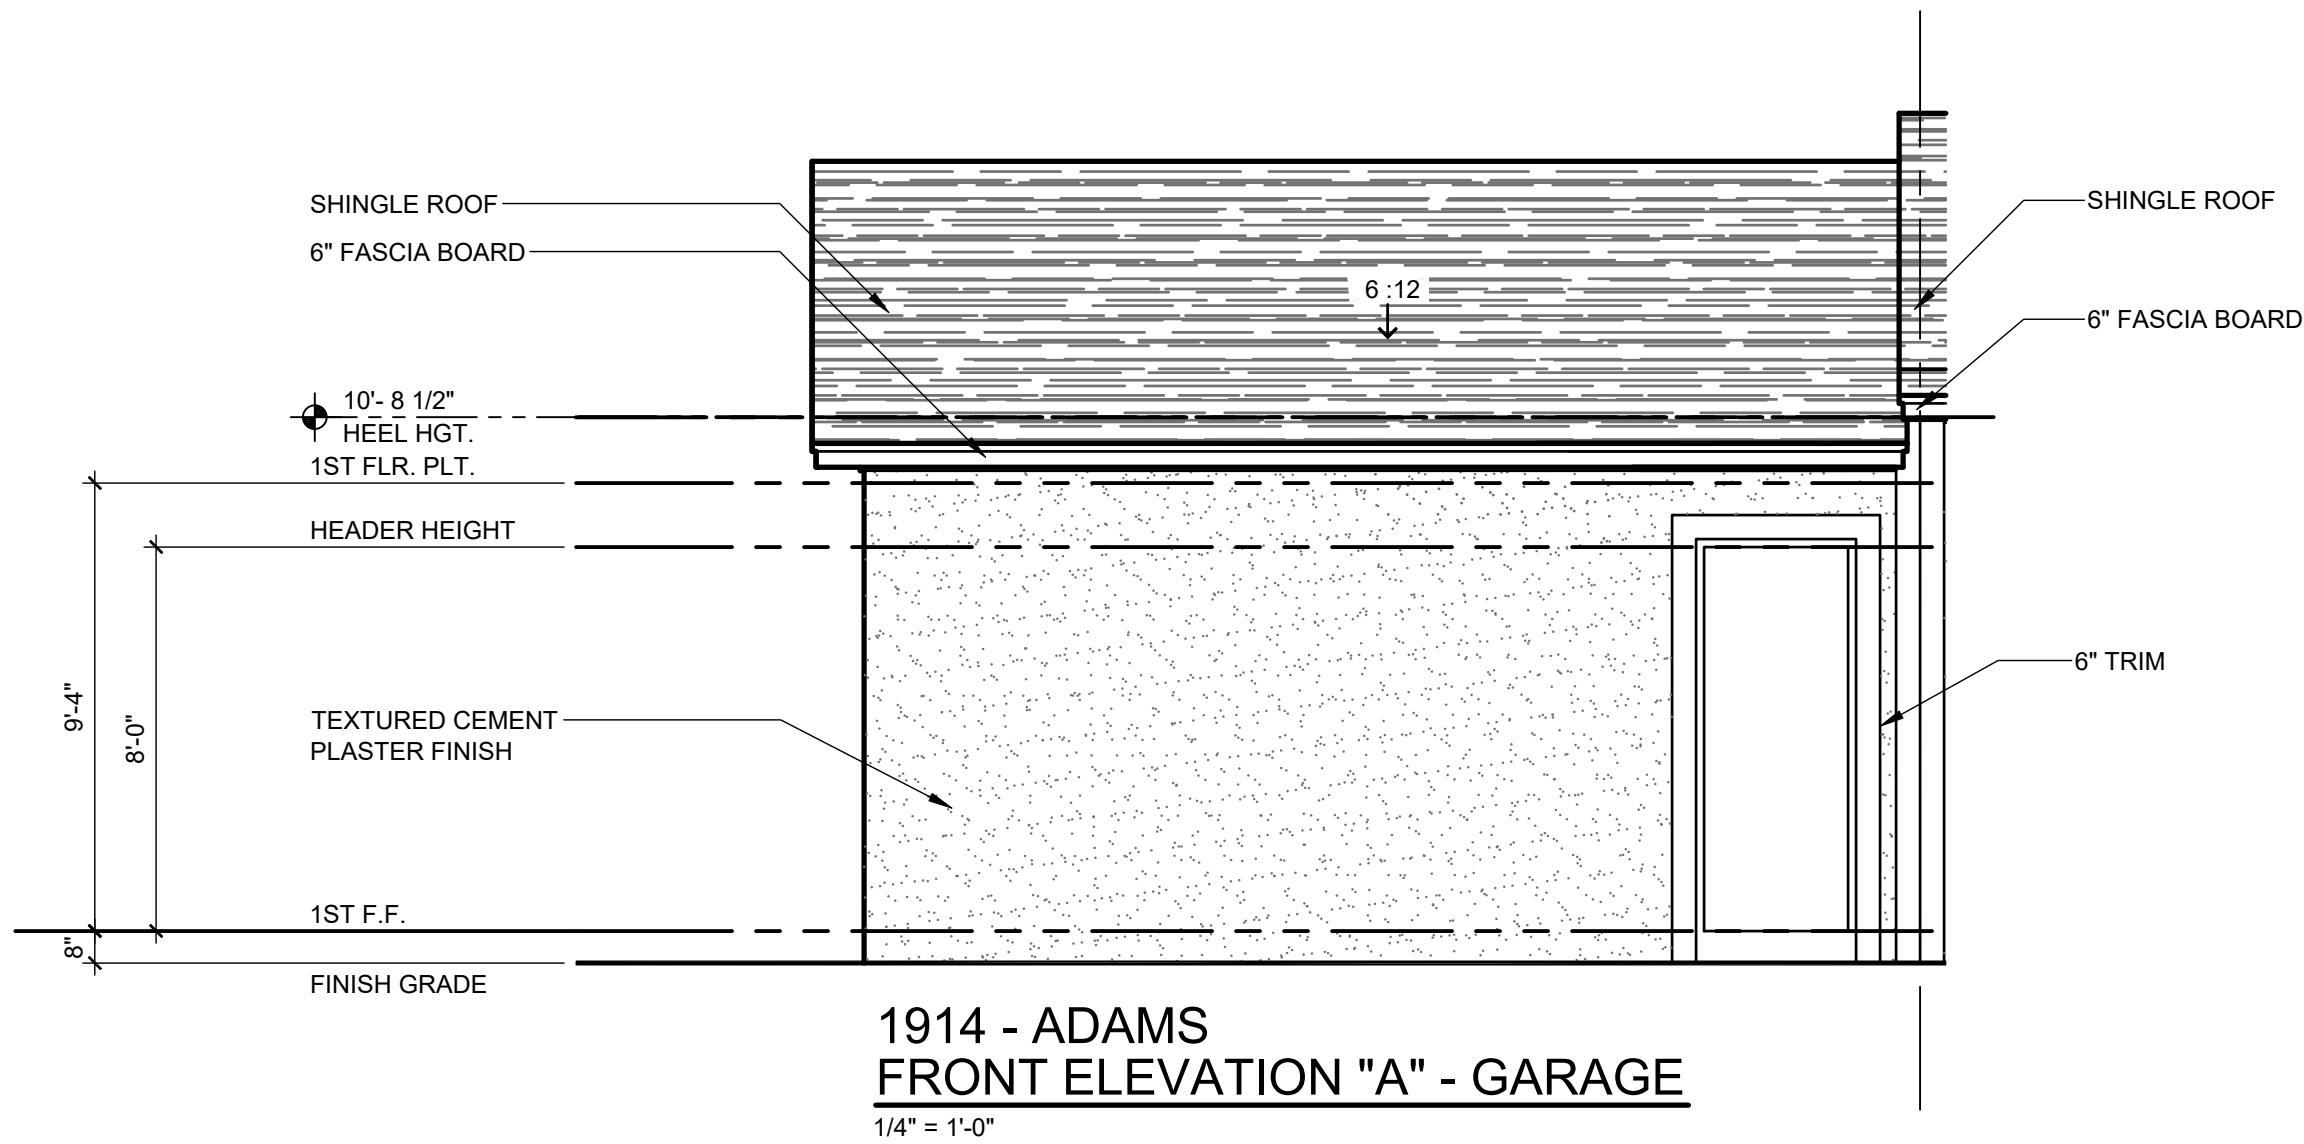 SHINGLE ROOF
6" FASCIA BOARD
6 :12
SHINGLE ROOF
6" FASCIA BOARD
10'- 8 1/2"
HEEL HGT.
1ST FLR. PLT.
HEADER HEIGHT
9'-4"
8'-0"
TEXTURED CEMENT
PLASTER FINISH
6" TRIM
1ST F.F.
8"
FINISH GRADE
1914 - ADAMS
FRONT ELEVATION "A" - GARAGE
1/4" = 1'-0"